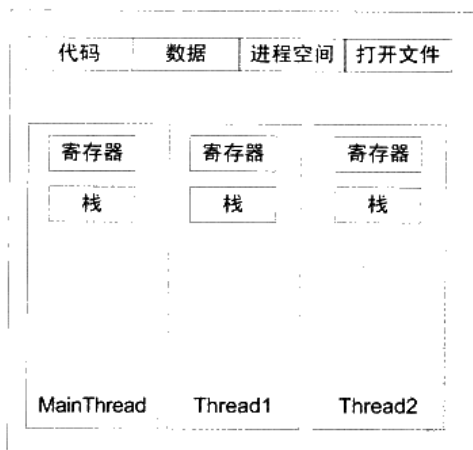 代码 数据 进程空间 打开文件
寄存器 寄存器 寄存器
栈 栈 栈
MainThread Thread1 Thread2